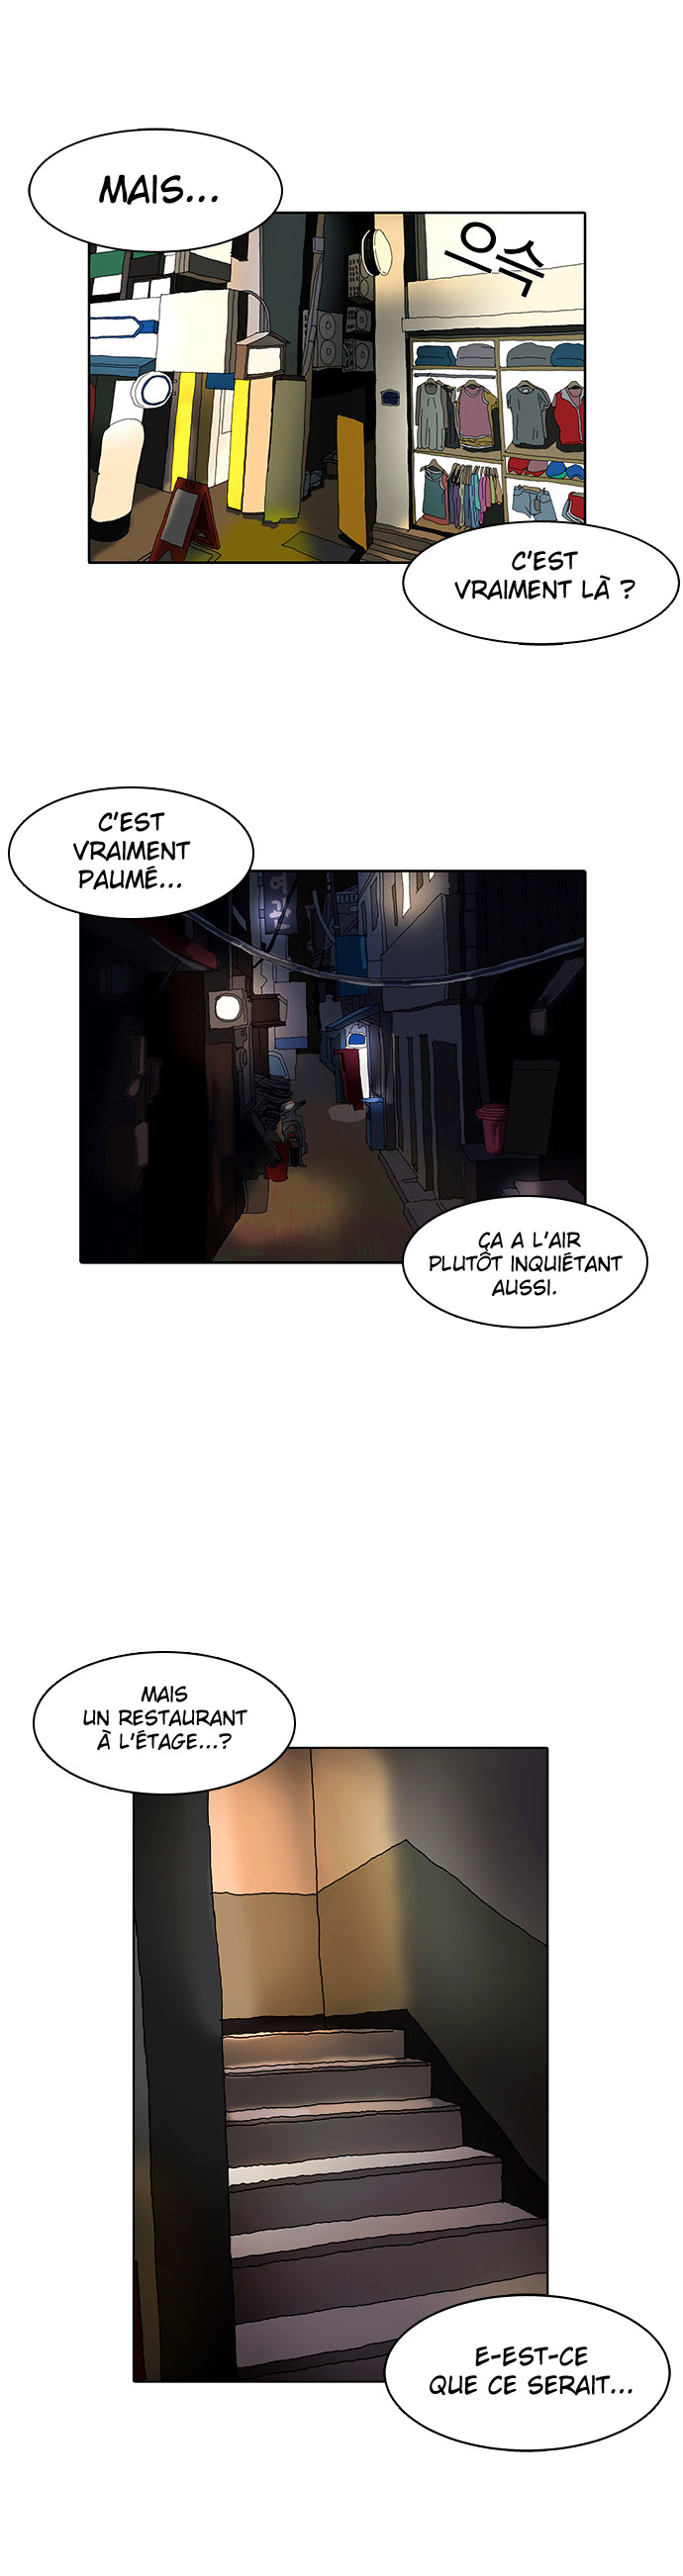 MAIS...
으슥
C'EST
VRAIMENT LÀ ?
C'EST
VRAIMENT
PAUMÉ...
ÇA A L'AIR
PLUTÔT INQUIÉTANT
AUSSI.
MAIS
UN RESTAURANT
À L'ÉTAGE...?
E-EST-CE
QUE CE SERAIT...